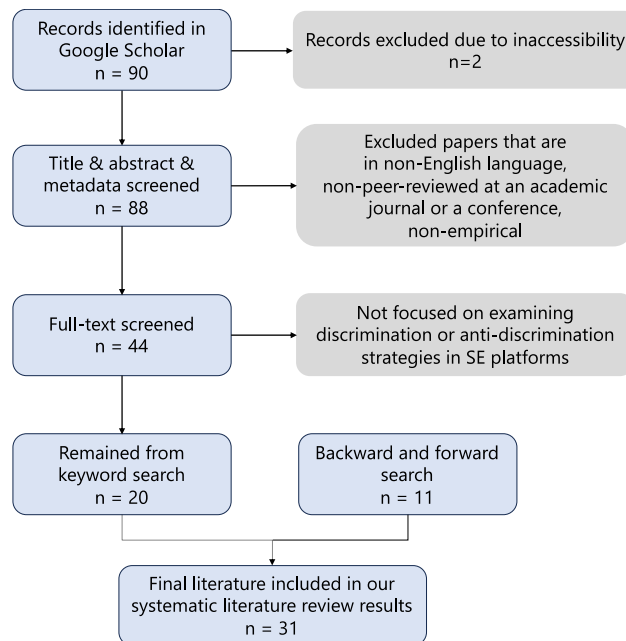 Records identified in
Google Scholar
n = 90
Records excluded due to inaccessibility
n=2
Title & abstract &
metadata screened
n = 88
Excluded papers that are
in non-English language,
non-peer-reviewed at an academic
journal or a conference,
non-empirical
Full-text screened
n = 44
Not focused on examining
discrimination or anti-discrimination
strategies in SE platforms
Remained from
keyword search
n = 20
Backward and forward
search
n = 11
Final literature included in our
systematic literature review results
n = 31